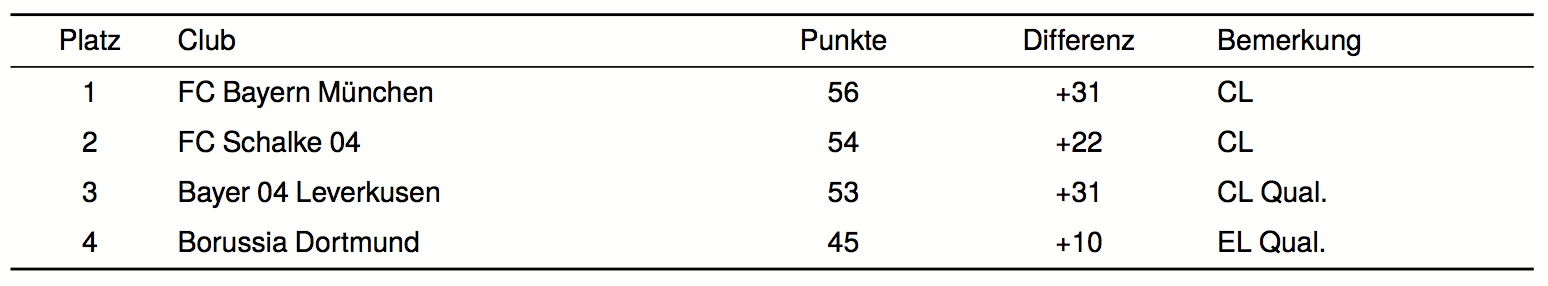 Platz Club Punkte Differenz Bemerkung
1 FC Bayern München 56 +31 CL
2 FC Schalke 04 54 +22 CL
3 Bayer 04 Leverkusen 53 +31 CL Qual.
4 Borussia Dortmund 45 +10 EL Qual.